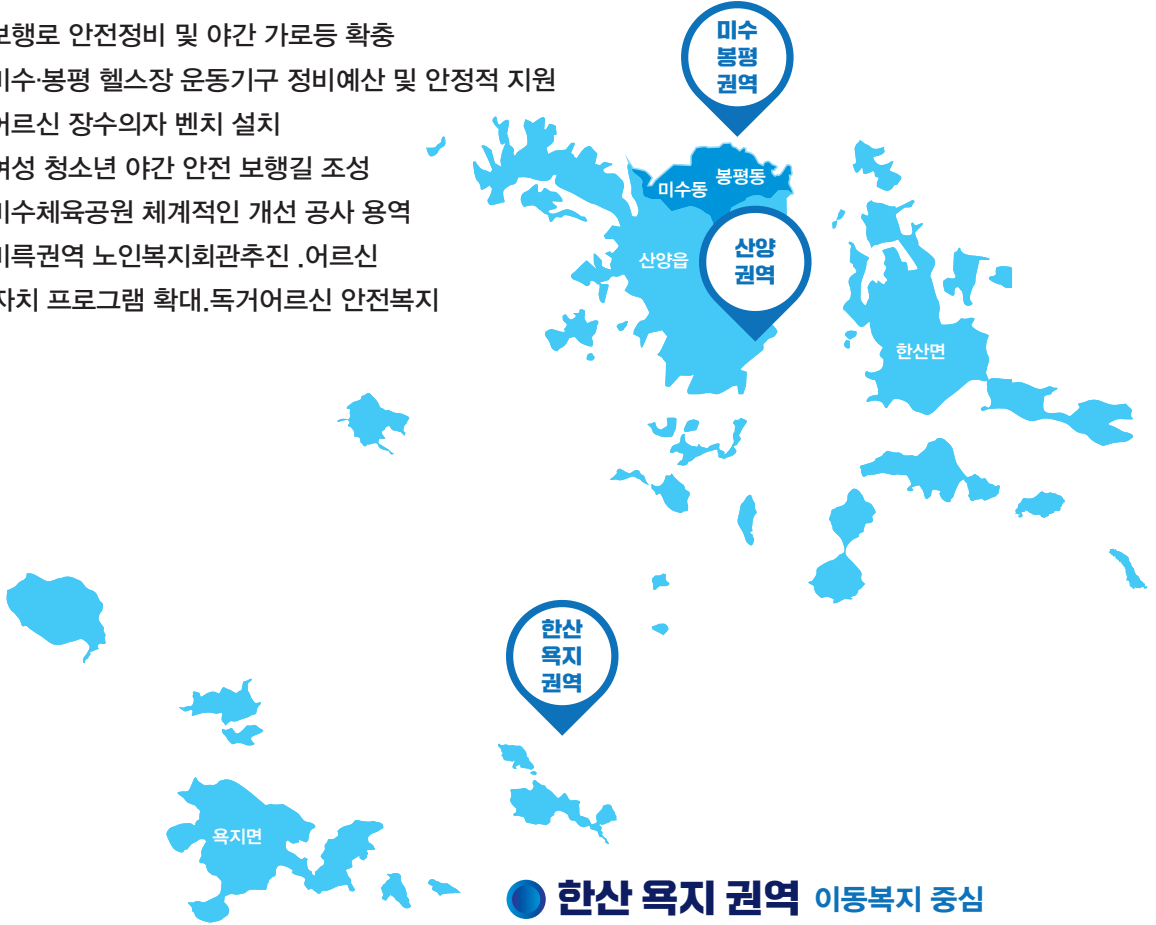 보행로 안전정비 및 야간 가로등 확충
미수·봉평 헬스장 운동기구 정비예산 및 안정적 지원
어르신 장수의자 벤치 설치
여성 청소년 야간 안전 보행길 조성
미수체육공원 체계적인 개선 공사 용역
미륵권역 노인복지회관추진 .어르신
자치 프로그램 확대.독거어르신 안전복지
미수
봉평
권역
미수동 봉평동
산양읍
산양
권역
한산면
한산
욕지
권역
욕지면
한산 욕지 권역 이동복지 중심